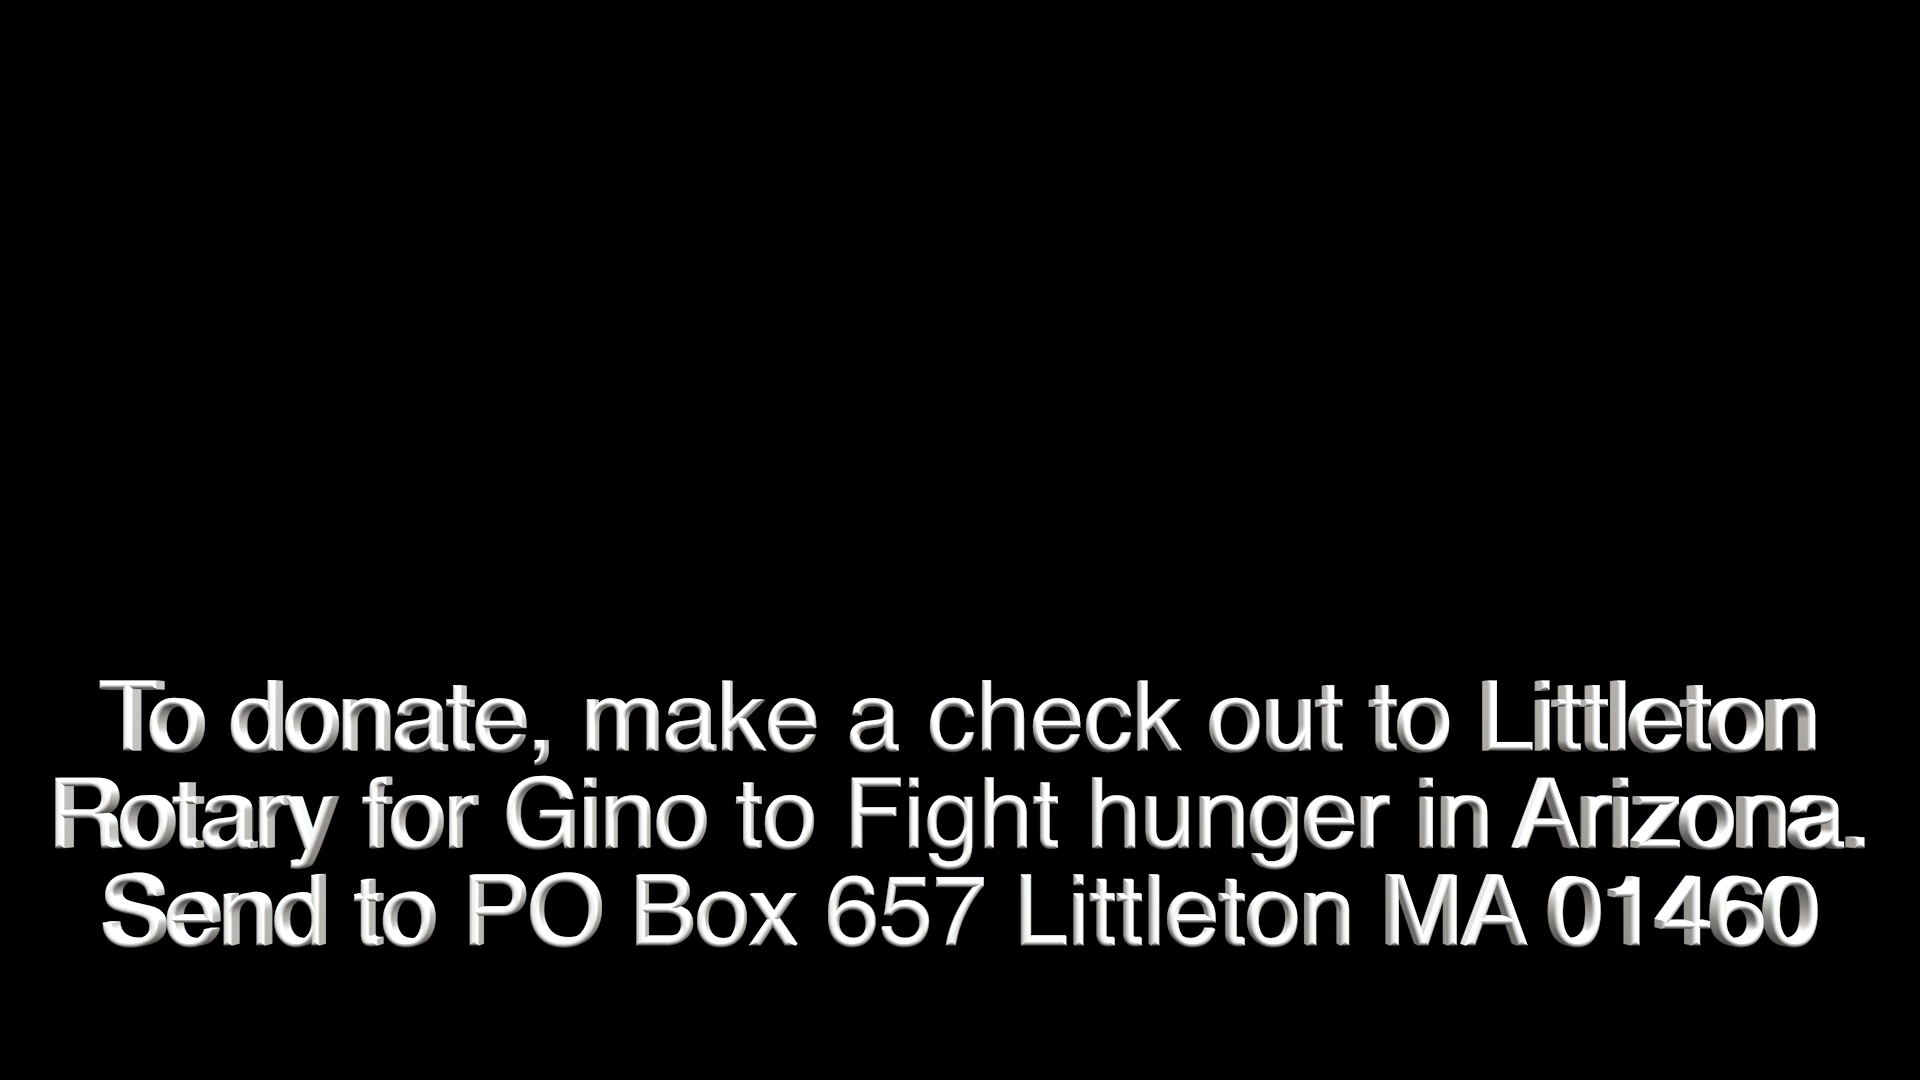 To donate, make a check out to Littleton
Rotary for Gino to Fight hunger in Arizona.
Send to PO Box 657 Littleton MA 01460